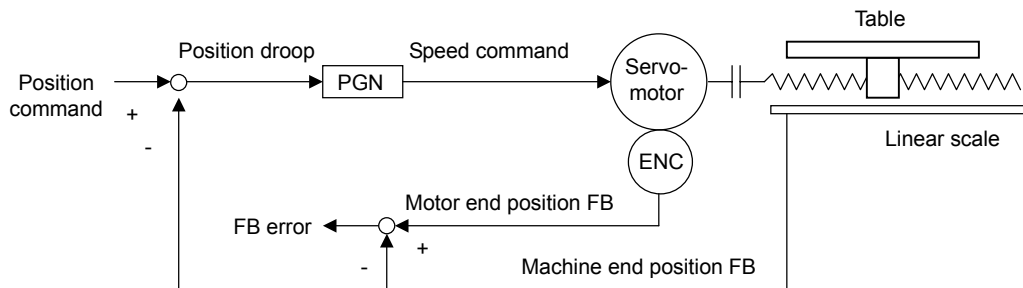 Table
Position droop
Speed command
Servo-
motor
Position
command
PGN
+
-
Linear scale
ENC
Motor end position FB
FB error
+
-
Machine end position FB